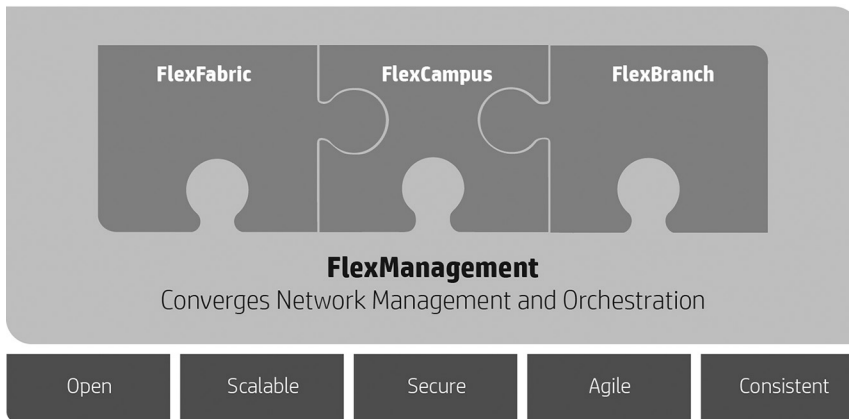 FlexFabric
FlexCampus
FlexBranch
FlexManagement
Converges Network Management and Orchestration
Open
Scalable
Secure
Agile
Consistent